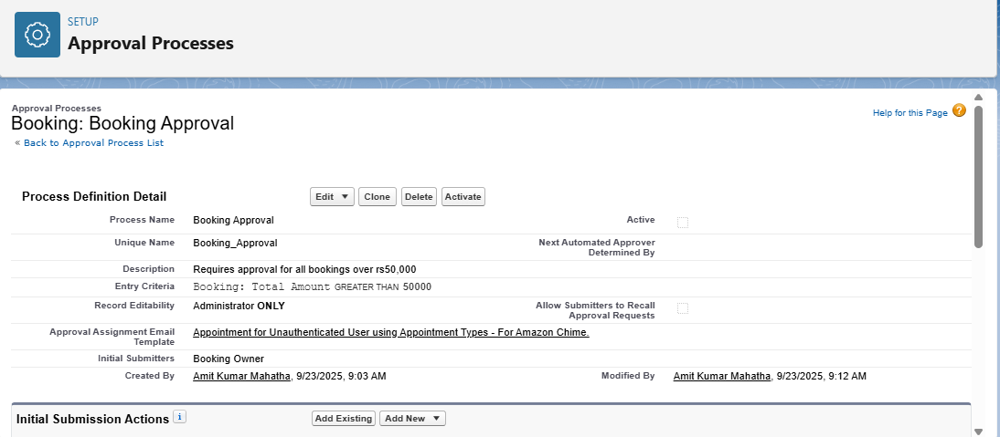 SETUP
Approval Processes
Approval Processes
Booking: Booking Approval
Help for this Page ?
« Back to Approval Process List
Process Definition Detail Edit ▼ Clone Delete Activate
Process Name Booking Approval Active
Unique Name Booking_Approval Next Automated Approver Determined By
Description Requires approval for all bookings over rs50,000
Entry Criteria Booking: Total Amount GREATER THAN 50000
Record Editability Administrator ONLY Allow Submitters to Recall Approval Requests
Approval Assignment Email Template Appointment for Unauthenticated User using Appointment Types - For Amazon Chime.
Initial Submitters Booking Owner
Created By Amit Kumar Mahatha, 9/23/2025, 9:03 AM Modified By Amit Kumar Mahatha, 9/23/2025, 9:12 AM
Initial Submission Actions i Add Existing Add New ▼